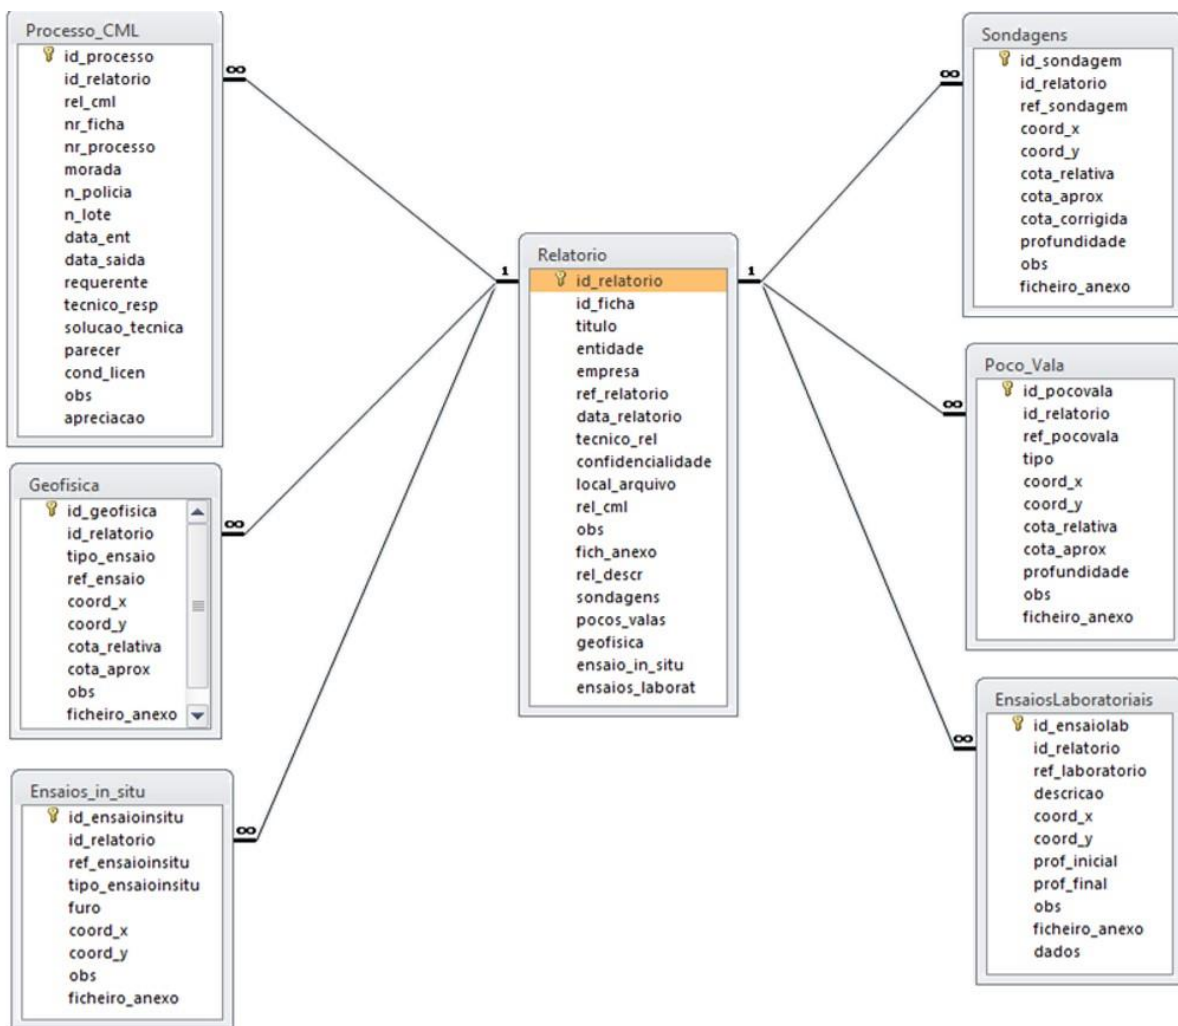 Processo_CML
id_processo
id_relatorio
rel_cml
nr_ficha
nr_processo
morada
n_policia
n_lote
data_ent
data_saida
requerente
tecnico_resp
solucao_tecnica
parecer
cond_licen
obs
apreciacao
∞
Geofisica
id_geofisica
id_relatorio
tipo_ensaio
ref_ensaio
coord_x
coord_y
cota_relativa
cota_aprox
obs
ficheiro_anexo
∞
Ensaios_in_situ
id_ensaioinsitu
id_relatorio
ref_ensaioinsitu
tipo_ensaioinsitu
furo
coord_x
coord_y
obs
ficheiro_anexo
∞
1
Relatorio
id_relatorio
id_ficha
titulo
entidade
empresa
ref_relatorio
data_relatorio
tecnico_rel
confidencialidade
local_arquivo
rel_cml
obs
fich_anexo
rel_descr
sondagens
pocos_valas
geofisica
ensaio_in_situ
ensaios_laborat
1
∞
Sondagens
id_sondagem
id_relatorio
ref_sondagem
coord_x
coord_y
cota_relativa
cota_aprox
cota_corrigida
profundidade
obs
ficheiro_anexo
∞
Poco_Vala
id_pocovala
id_relatorio
ref_pocovala
tipo
coord_x
coord_y
cota_relativa
cota_aprox
profundidade
obs
ficheiro_anexo
∞
EnsaiosLaboratoriais
id_ensaiolab
id_relatorio
ref_laboratorio
descricao
coord_x
coord_y
prof_inicial
prof_final
obs
ficheiro_anexo
dados